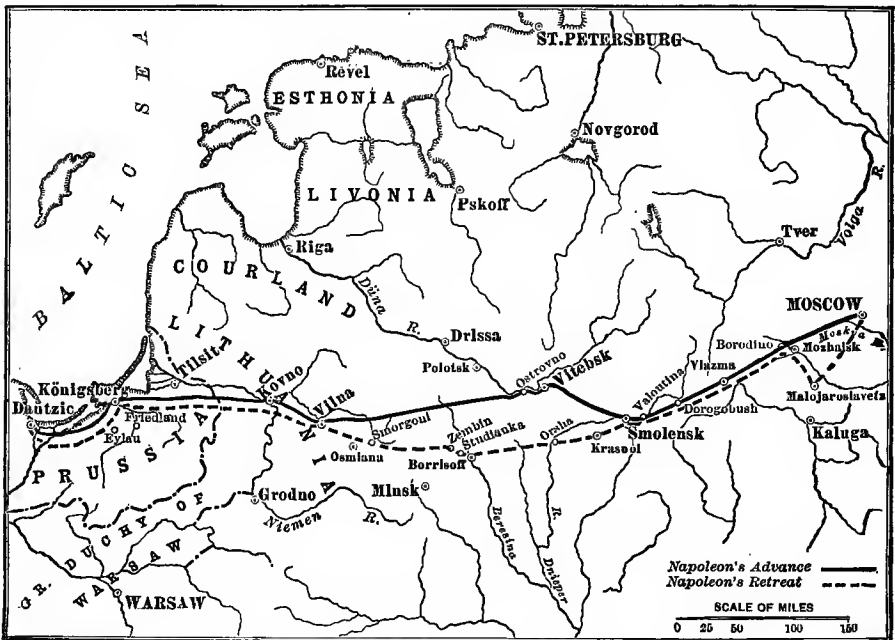 ST. PETERSBURG
Revel
ESTHONIA
Novgorod
BALTIC SEA
LIVONIA
Pskoff
Volga R.
Tver
Riga
COURLAND
Düna R.
MOSCOW
LITHUANIA
Drissa
Borodino
Moskva
Mozhaisk
Tilsit
Polotsk
Ostrovno
Vitebsk
Viazma
Valoutina
Malojaroslavetz
Königsberg
Kovno
Dantzic
Friedland
Vilna
Dorogobush
Eylau
Smorgoui
Zembin
Studianka
Orsha
Smolensk
Kaluga
PRUSSIA
Osmiana
Borrisoff
Krasnoi
Grodno
Minsk
Niemen R.
Beresina
Dnieper R.
GR. DUCHY OF
WARSAW
WARSAW
Napoleon's Advance
Napoleon's Retreat
SCALE OF MILES
0 25 50 100 150